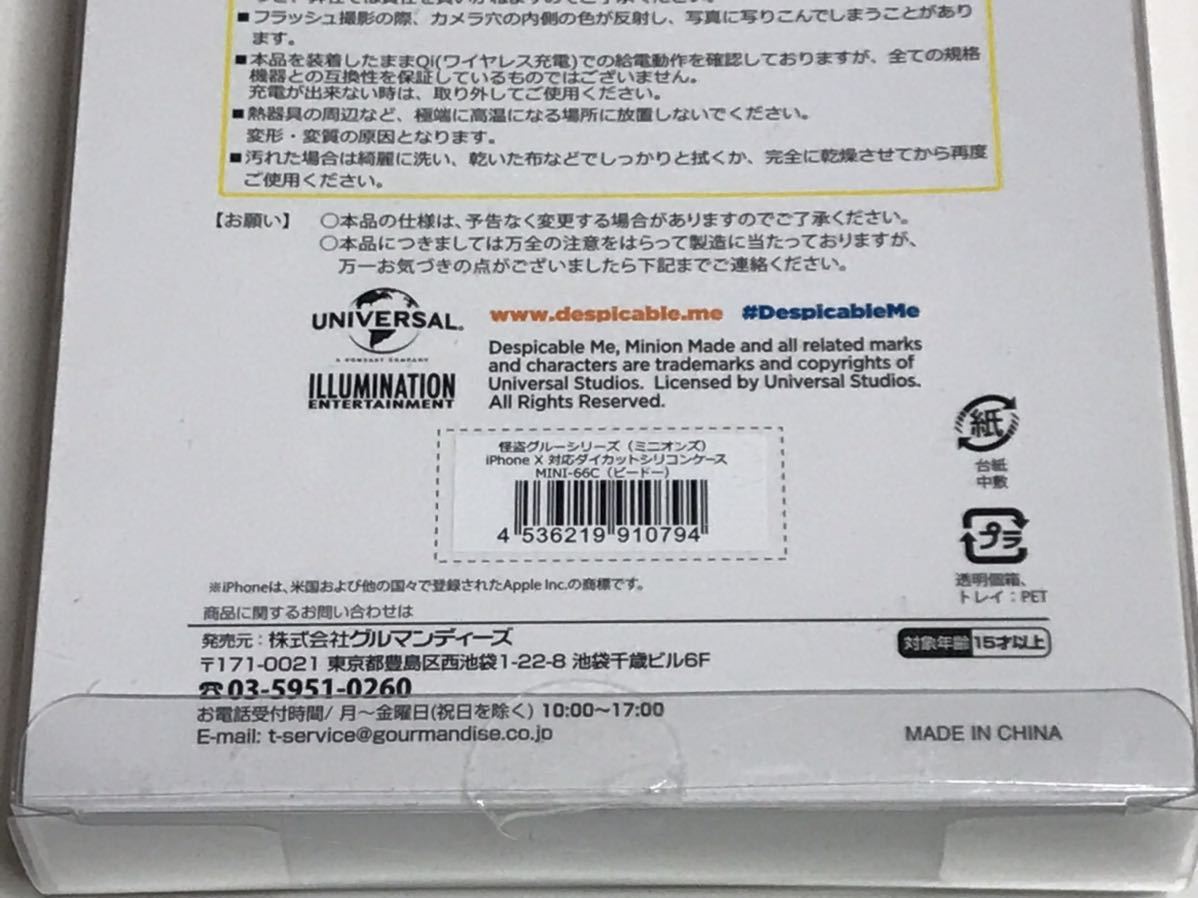 ■フラッシュ撮影の際、カメラ穴の内側の色が反射し、写真に写りこんでしまうことがあり
ます。
■本品を装着したままQi(ワイヤレス充電)での給電動作を確認しておりますが、全ての規格
機器との互換性を保証しているものではございません。
充電が出来ない時は、取り外してご使用ください。
■熱器具の周辺など、極端に高温になる場所に放置しないでください。
変形・変質の原因となります。
■汚れた場合は綺麗に洗い、乾いた布などでしっかりと拭くか、完全に乾燥させてから再度
ご使用ください。
【お願い】 ○本品の仕様は、予告なく変更する場合がありますのでご了承ください。
○本品につきましては万全の注意をはらって製造に当たっておりますが、
万一お気づきの点がございましたら下記までご連絡ください。
UNIVERSAL
A COMCAST COMPANY
ILLUMINATION
ENTERTAINMENT
www.despicable.me #DespicableMe
Despicable Me, Minion Made and all related marks
and characters are trademarks and copyrights of
Universal Studios. Licensed by Universal Studios.
All Rights Reserved.
怪盗グルーシリーズ（ミニオンズ）
iPhone X 対応ダイカットシリコンケース
MINI-66C（ビードー）
4 536219 910794
紙
台紙
中敷
プラ
透明個箱、
トレイ：PET
※iPhoneは、米国および他の国々で登録されたApple Inc.の商標です。
商品に関するお問い合わせは
発売元：株式会社グルマンディーズ
〒171-0021 東京都豊島区西池袋1-22-8 池袋千歳ビル6F
☎03-5951-0260
お電話受付時間/ 月～金曜日(祝日を除く) 10:00～17:00
E-mail: t-service@gourmandise.co.jp
対象年齢 15才以上
MADE IN CHINA